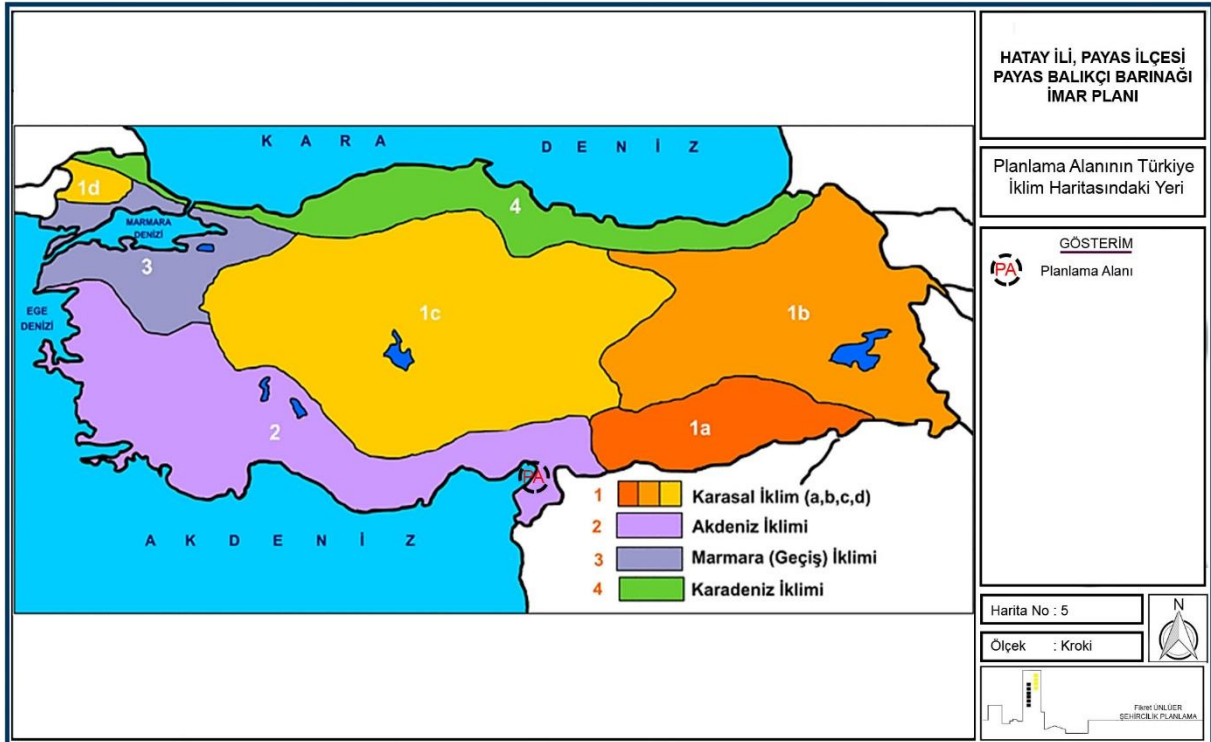 K A R A D E N İ Z
1d
MARMARA
DENİZİ
4
3
EGE
DENİZİ
1c
1b
2
1a
PA
A K D E N İ Z
1 Karasal İklim (a,b,c,d)
2 Akdeniz İklimi
3 Marmara (Geçiş) İklimi
4 Karadeniz İklimi
HATAY İLİ, PAYAS İLÇESİ
PAYAS BALIKÇI BARINAĞI
İMAR PLANI
Planlama Alanının Türkiye
İklim Haritasındaki Yeri
GÖSTERİM
PA Planlama Alanı
Harita No : 5
Ölçek : Kroki
N
Fikret ÜNLÜER
ŞEHİRCİLİK PLANLAMA